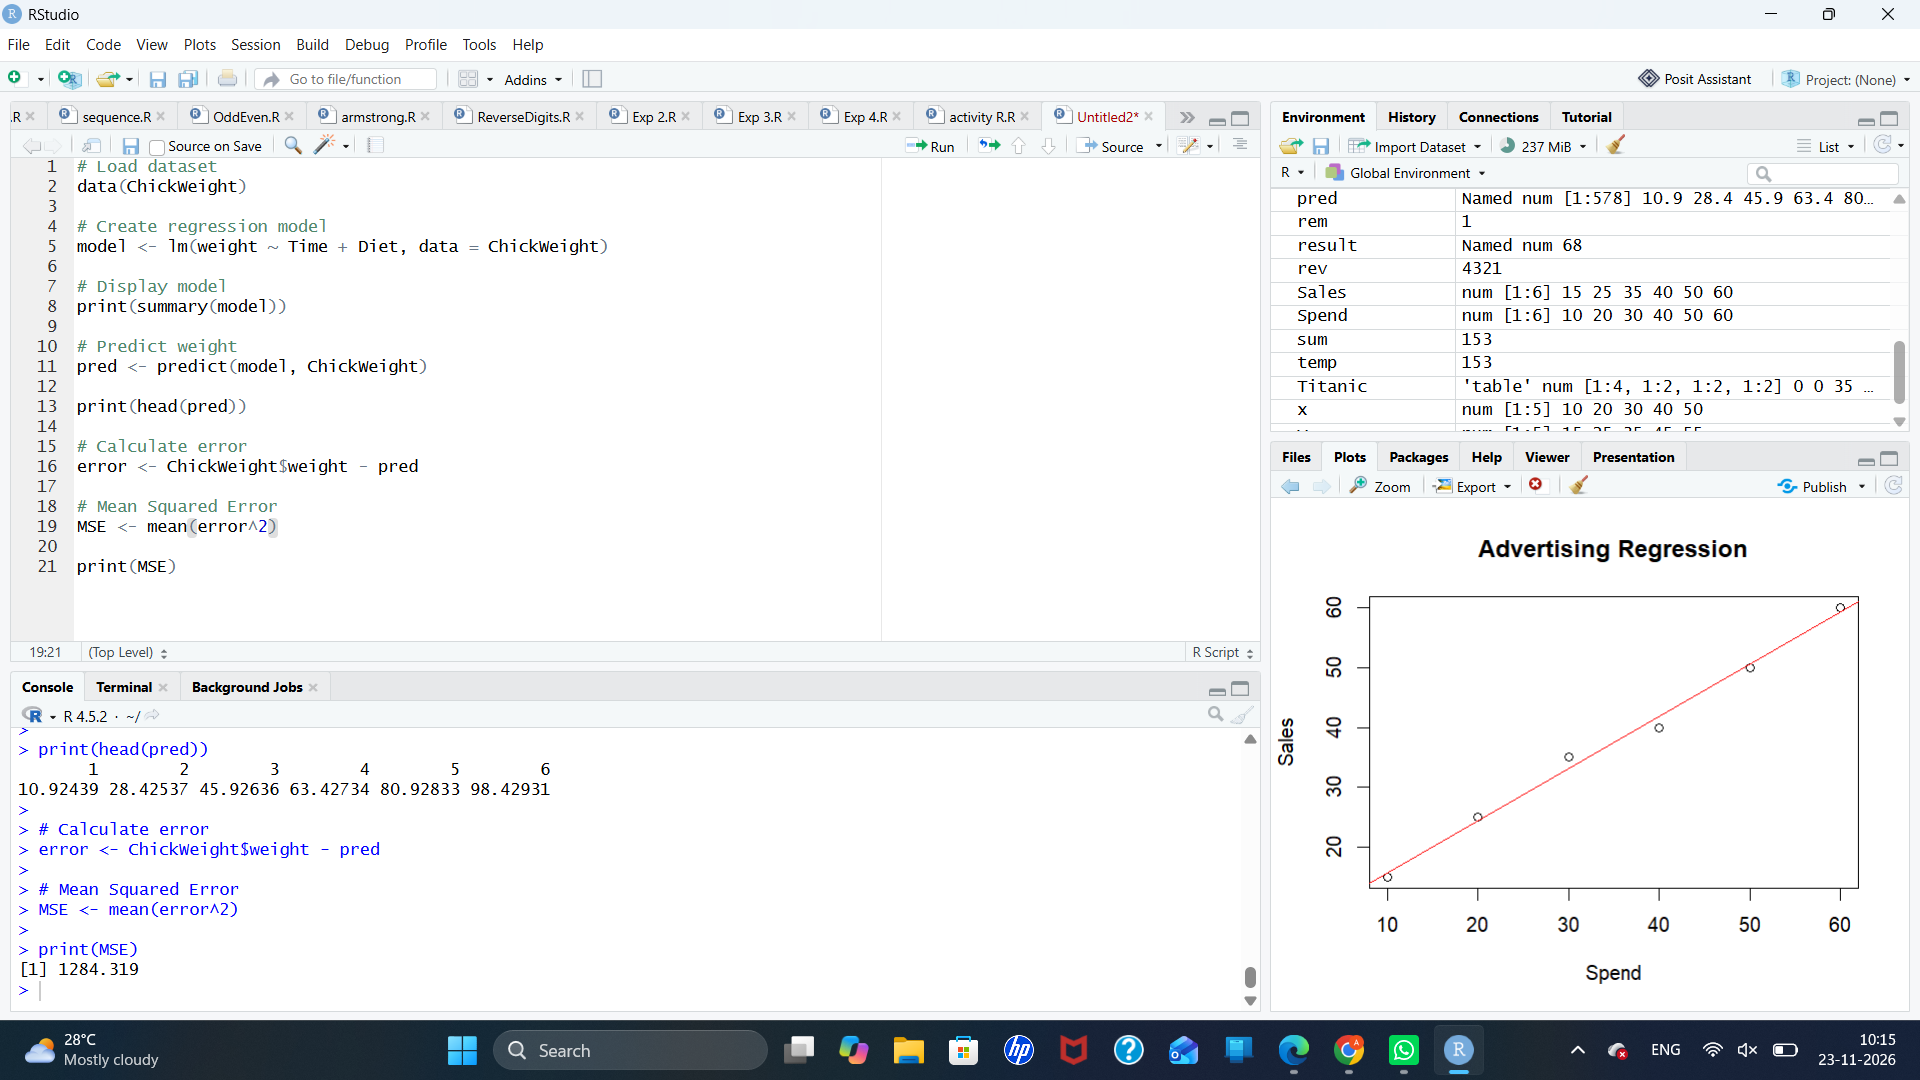 RStudio
File Edit Code View Plots Session Build Debug Profile Tools Help
Go to file/function Addins Posit Assistant Project: (None)
.R sequence.R OddEven.R armstrong.R ReverseDigits.R Exp 2.R Exp 3.R Exp 4.R activity R.R Untitled2*
Source on Save Run Source
1 # Load dataset
2 data(ChickWeight)
3
4 # Create regression model
5 model <- lm(weight ~ Time + Diet, data = ChickWeight)
6
7 # Display model
8 print(summary(model))
9
10 # Predict weight
11 pred <- predict(model, ChickWeight)
12
13 print(head(pred))
14
15 # Calculate error
16 error <- ChickWeight$weight - pred
17
18 # Mean Squared Error
19 MSE <- mean(error^2)
20
21 print(MSE)
19:21 (Top Level) R Script
Console Terminal Background Jobs
R 4.5.2 · ~/
>
> print(head(pred))
1 2 3 4 5 6
10.92439 28.42537 45.92636 63.42734 80.92833 98.42931
>
> # Calculate error
> error <- ChickWeight$weight - pred
>
> # Mean Squared Error
> MSE <- mean(error^2)
>
> print(MSE)
[1] 1284.319
>
Environment History Connections Tutorial
Import Dataset 237 MiB List
R Global Environment
pred Named num [1:578] 10.9 28.4 45.9 63.4 80...
rem 1
result Named num 68
rev 4321
Sales num [1:6] 15 25 35 40 50 60
Spend num [1:6] 10 20 30 40 50 60
sum 153
temp 153
Titanic 'table' num [1:4, 1:2, 1:2, 1:2] 0 0 35 ...
x num [1:5] 10 20 30 40 50
Files Plots Packages Help Viewer Presentation
Zoom Export Publish
Advertising Regression
60
50
40
30
20
Sales
10 20 30 40 50 60
Spend
28°C
Mostly cloudy
Search
ENG
10:15
23-11-2026